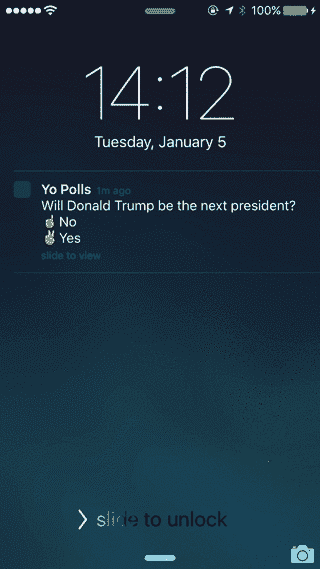 100%
14:12
Tuesday, January 5
Yo Polls 1m ago
Will Donald Trump be the next president?
☝No
✌Yes
slide to view
slide to unlock